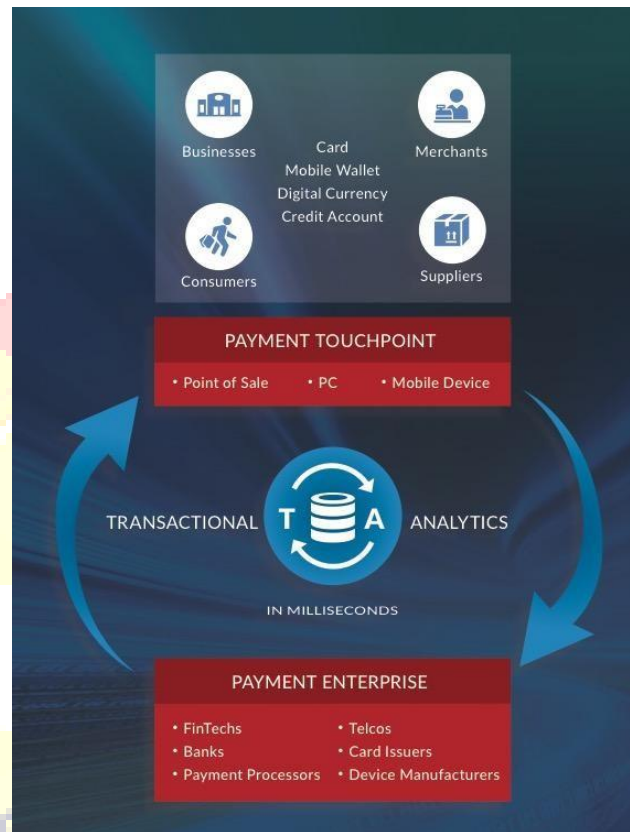 Businesses
Merchants
Card
Mobile Wallet
Digital Currency
Credit Account
Consumers
Suppliers
PAYMENT TOUCHPOINT
• Point of Sale • PC • Mobile Device
TRANSACTIONAL T A ANALYTICS
IN MILLISECONDS
PAYMENT ENTERPRISE
• FinTechs
• Banks
• Payment Processors
• Telcos
• Card Issuers
• Device Manufacturers